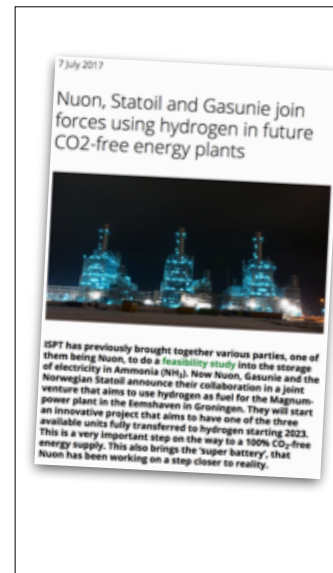 7 July 2017
Nuon, Statoil and Gasunie join
forces using hydrogen in future
CO2-free energy plants
ISPT has previously brought together various parties, one of
them being Nuon, to do a feasibility study into the storage
of electricity in Ammonia (NH₃). Now Nuon, Gasunie and the
Norwegian Statoil announce their collaboration in a joint
venture that aims to use hydrogen as fuel for the Magnum-
power plant in the Eemshaven in Groningen. They will start
an innovative project that aims to have one of the three
available units fully transferred to hydrogen starting 2023.
This is a very important step on the way to a 100% CO₂-free
energy supply. This also brings the 'super battery', that
Nuon has been working on a step closer to reality.